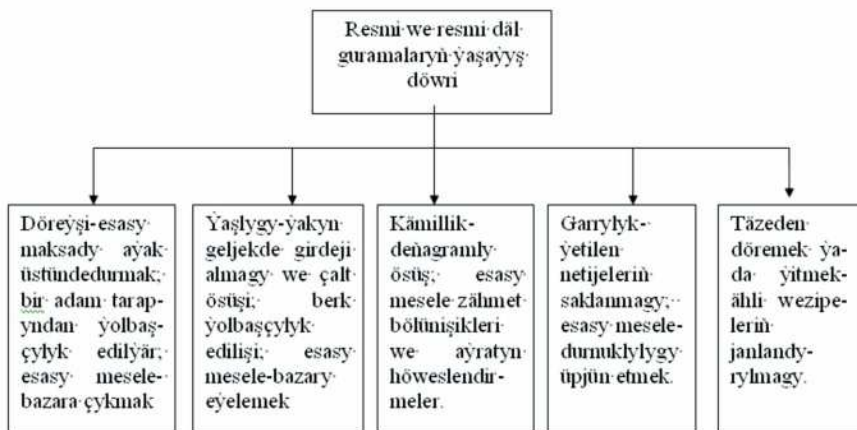 Resmi we resmi däl
guramalaryň ýaşaýyş
döwri
Döreýşi-esasy
maksady aýak
üstündedurmak;
bir adam tarap-
yndan ýolbaş-
çylyk edilýär;
esasy mesele-
bazara çykmak
Ýaşlygy-ýakyn
geljekde girdeji
almagy we çalt
ösüşi; berk
ýolbaşçylyk
edilişi; esasy
mesele-bazary
eýelemek
Kämillik-
deňagramly
ösüş; esasy
mesele zähmet
bölünişikleri
we aýratyn
höweslendir-
meler.
Garrylyk-
ýetilen
netijeleriň
saklanmagy;
esasy mesele-
durnuklylygy
üpjün etmek.
Täzeden
döremek ýa-
da ýitmek-
ähli wezipe-
leriň
janlandy-
rylmagy.